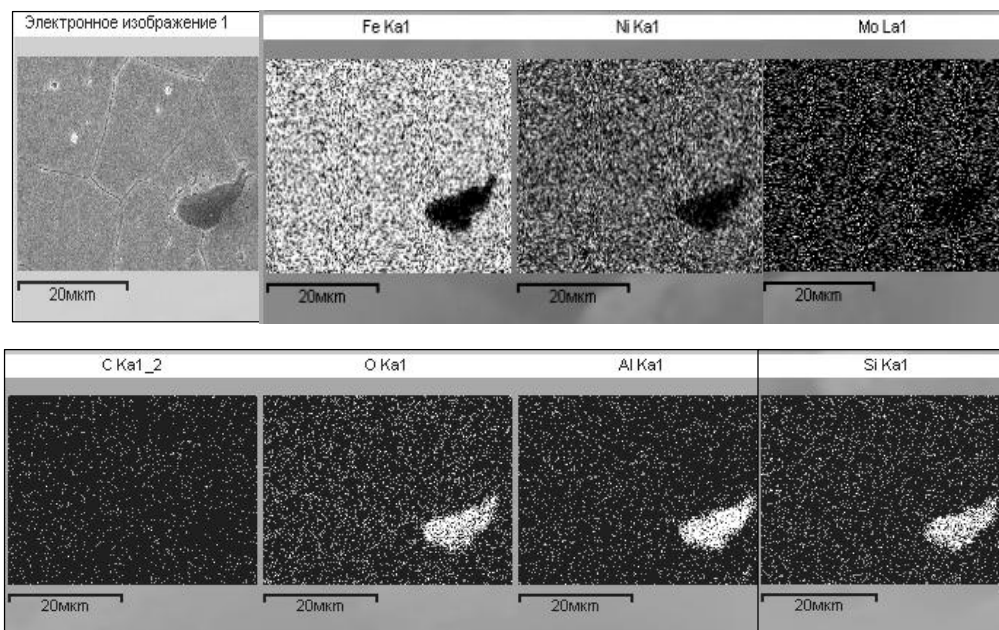 Электронное изображение 1
Fe Ka1
Ni Ka1
Mo La1
20мкм
20мкм
20мкм
20мкм
C Ka1_2
O Ka1
Al Ka1
Si Ka1
20мкм
20мкм
20мкм
20мкм